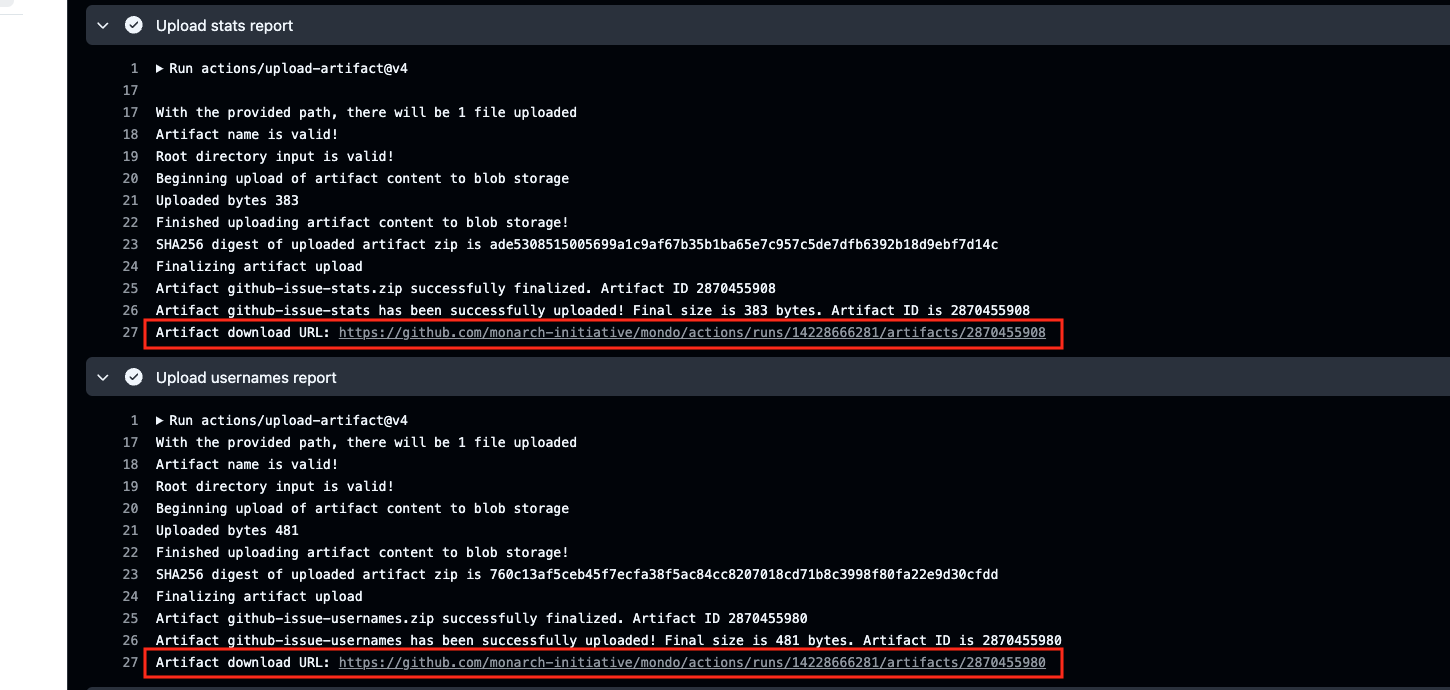 Upload stats report
1 ▶ Run actions/upload-artifact@v4
17
17 With the provided path, there will be 1 file uploaded
18 Artifact name is valid!
19 Root directory input is valid!
20 Beginning upload of artifact content to blob storage
21 Uploaded bytes 383
22 Finished uploading artifact content to blob storage!
23 SHA256 digest of uploaded artifact zip is ade5308515005699a1c9af67b35b1ba65e7c957c5de7dfb6392b18d9ebf7d14c
24 Finalizing artifact upload
25 Artifact github-issue-stats.zip successfully finalized. Artifact ID 2870455908
26 Artifact github-issue-stats has been successfully uploaded! Final size is 383 bytes. Artifact ID is 2870455908
27 Artifact download URL: https://github.com/monarch-initiative/mondo/actions/runs/14228666281/artifacts/2870455908
Upload usernames report
1 ▶ Run actions/upload-artifact@v4
17 With the provided path, there will be 1 file uploaded
18 Artifact name is valid!
19 Root directory input is valid!
20 Beginning upload of artifact content to blob storage
21 Uploaded bytes 481
22 Finished uploading artifact content to blob storage!
23 SHA256 digest of uploaded artifact zip is 760c13af5ceb45f7ecfa38f5ac84cc8207018cd71b8c3998f80fa22e9d30cfdd
24 Finalizing artifact upload
25 Artifact github-issue-usernames.zip successfully finalized. Artifact ID 2870455980
26 Artifact github-issue-usernames has been successfully uploaded! Final size is 481 bytes. Artifact ID is 2870455980
27 Artifact download URL: https://github.com/monarch-initiative/mondo/actions/runs/14228666281/artifacts/2870455980